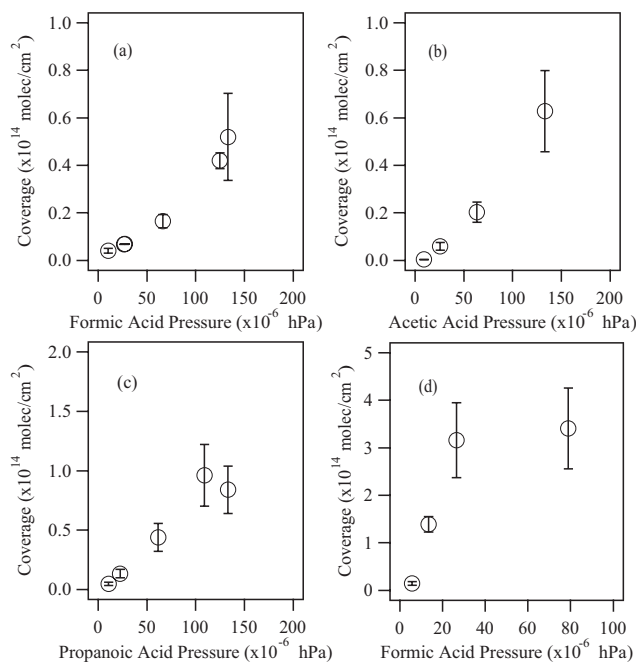 1.0
0.8
0.6
0.4
0.2
0.0
Coverage (x10^14 molec/cm^2)
(a)
0 50 100 150 200
Formic Acid Pressure (x10^-6 hPa)
1.0
0.8
0.6
0.4
0.2
0.0
Coverage (x10^14 molec/cm^2)
(b)
0 50 100 150 200
Acetic Acid Pressure (x10^-6 hPa)
2.0
1.5
1.0
0.5
0.0
Coverage (x10^14 molec/cm^2)
(c)
0 50 100 150 200
Propanoic Acid Pressure (x10^-6 hPa)
5
4
3
2
1
0
Coverage (x10^14 molec/cm^2)
(d)
0 20 40 60 80 100
Formic Acid Pressure (x10^-6 hPa)